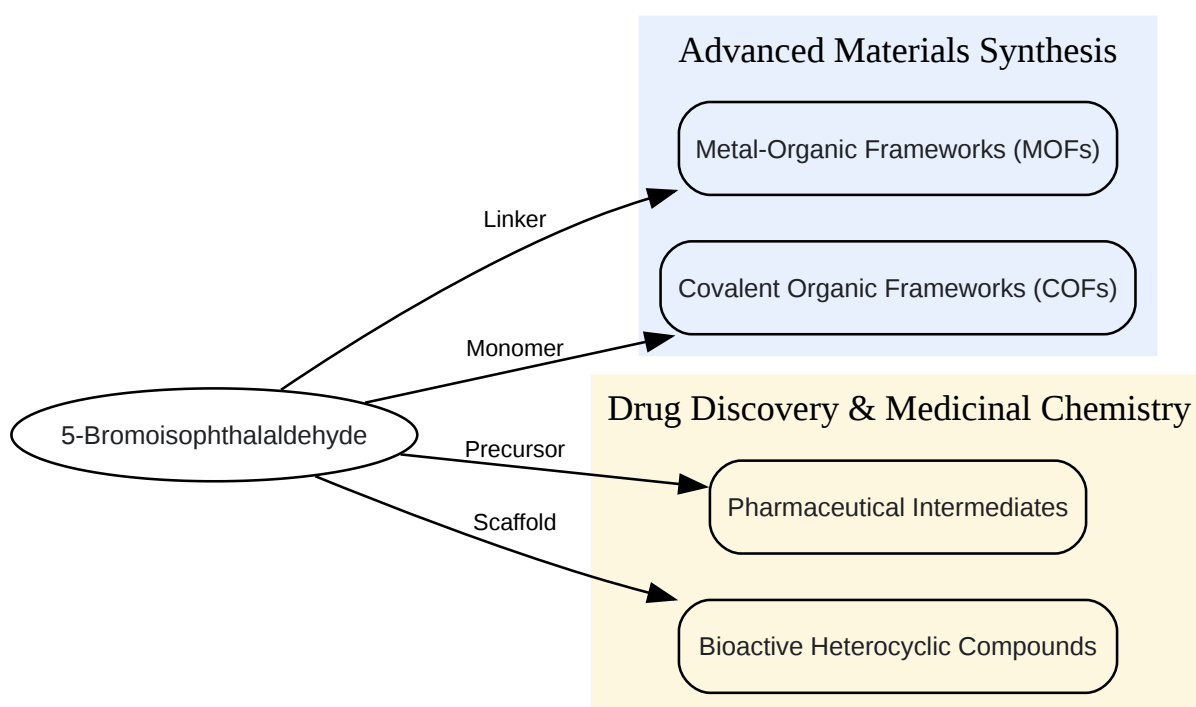 Advanced Materials Synthesis
Metal-Organic Frameworks (MOFs)
Linker
Covalent Organic Frameworks (COFs)
Monomer
Drug Discovery & Medicinal Chemistry
5-Bromoisophthalaldehyde
Precursor
Pharmaceutical Intermediates
Scaffold
Bioactive Heterocyclic Compounds